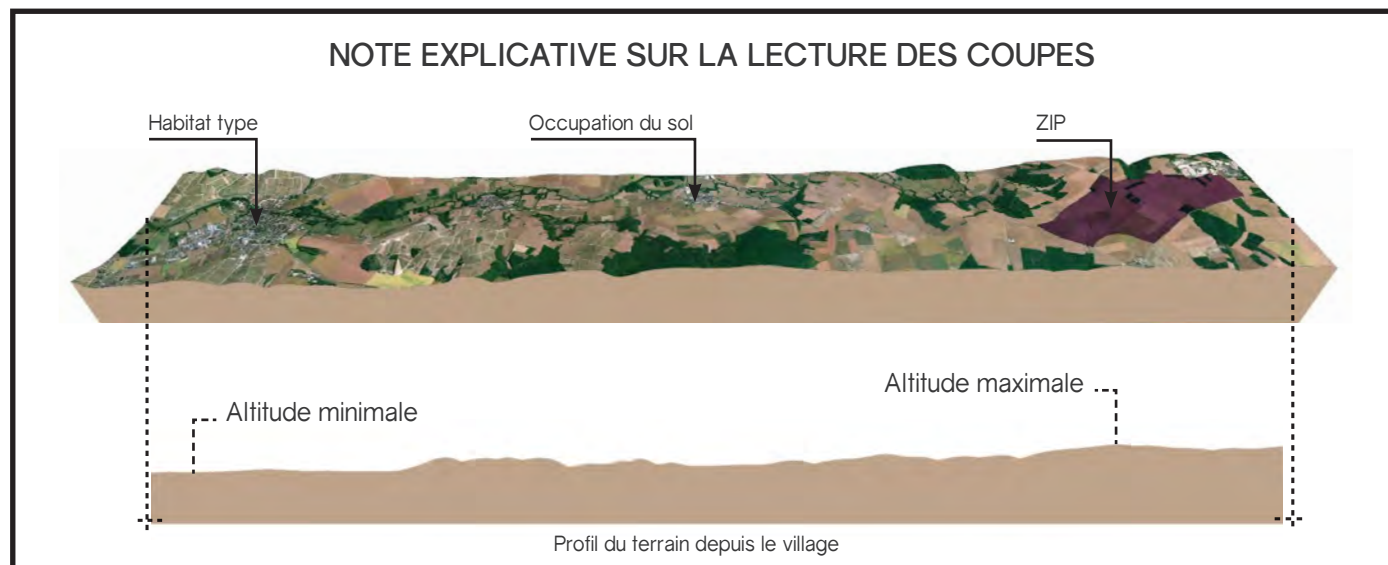 NOTE EXPLICATIVE SUR LA LECTURE DES COUPES
Habitat type
Occupation du sol
ZIP
Altitude maximale
Altitude minimale
Profil du terrain depuis le village